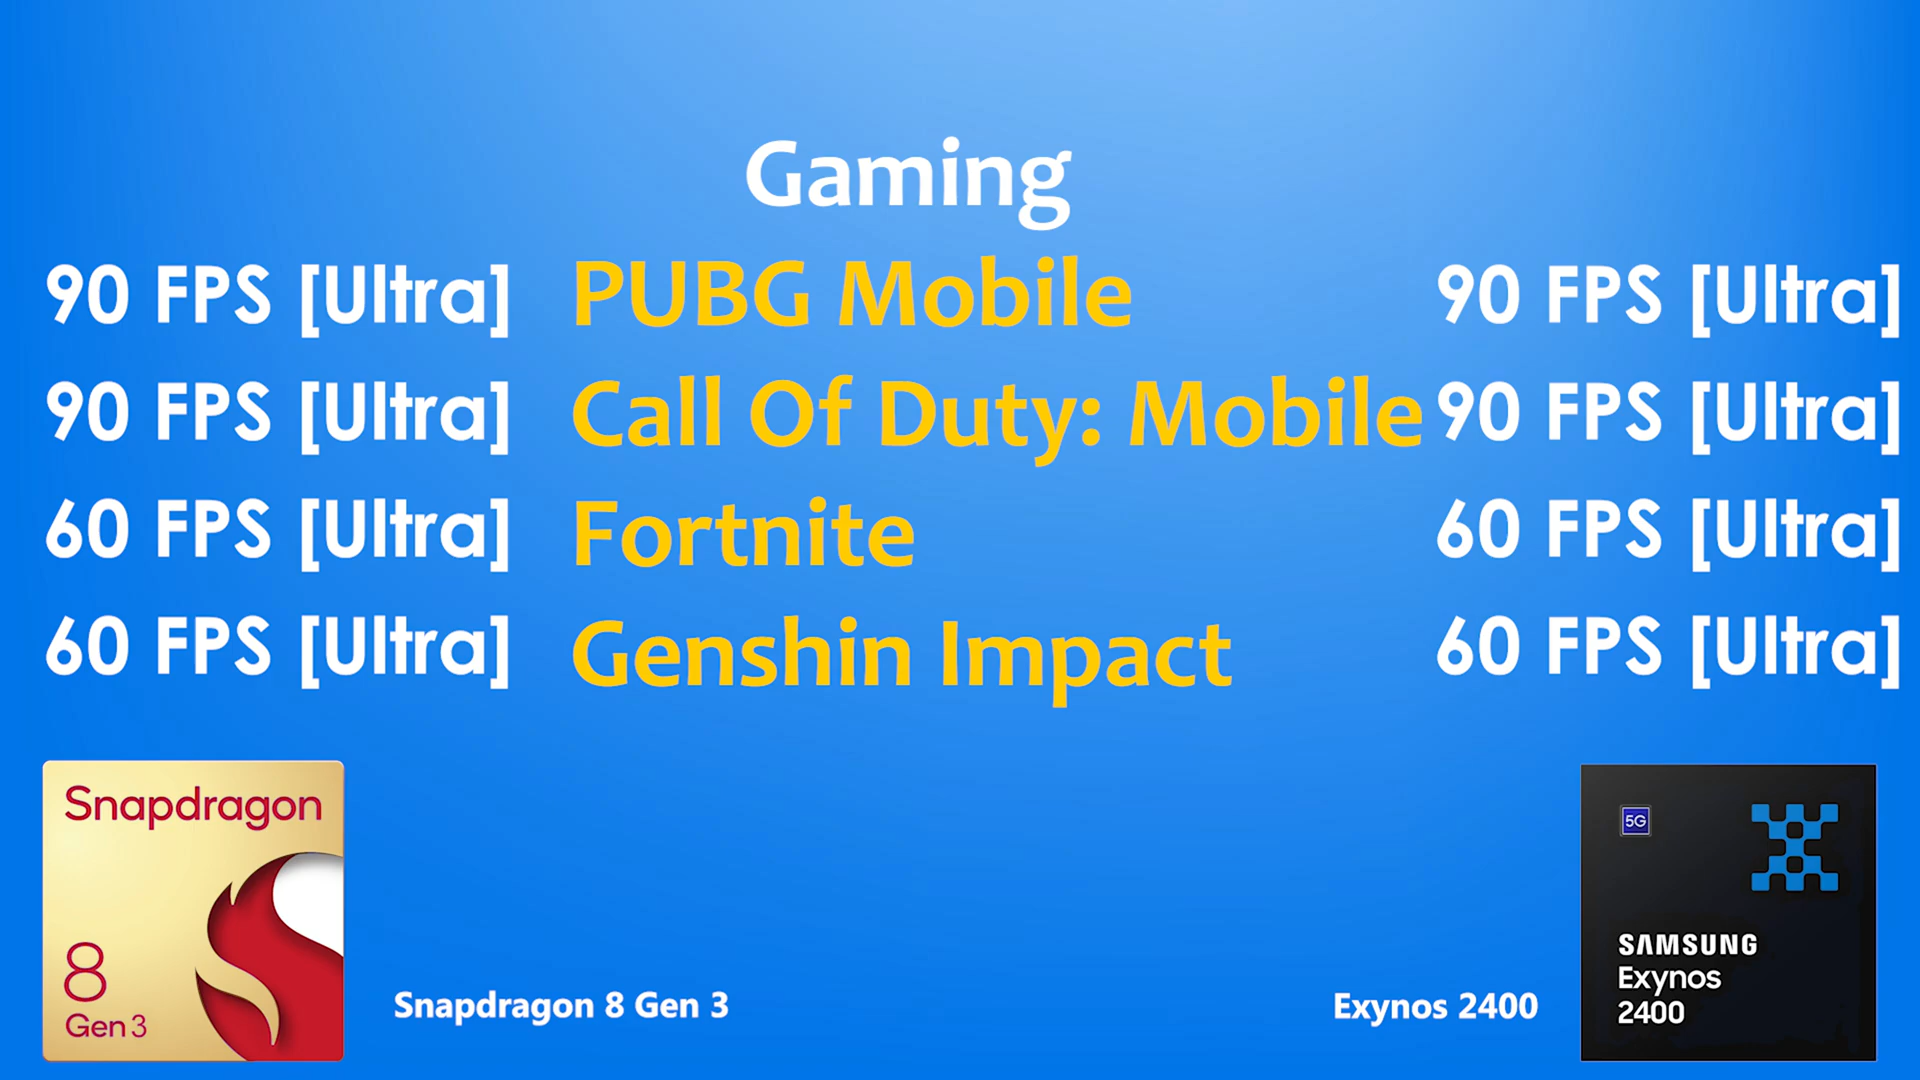 Gaming
90 FPS [Ultra] PUBG Mobile 90 FPS [Ultra]
90 FPS [Ultra] Call Of Duty: Mobile 90 FPS [Ultra]
60 FPS [Ultra] Fortnite 60 FPS [Ultra]
60 FPS [Ultra] Genshin Impact 60 FPS [Ultra]
Snapdragon
8
Gen 3
Snapdragon 8 Gen 3
Exynos 2400
5G
SAMSUNG
Exynos
2400